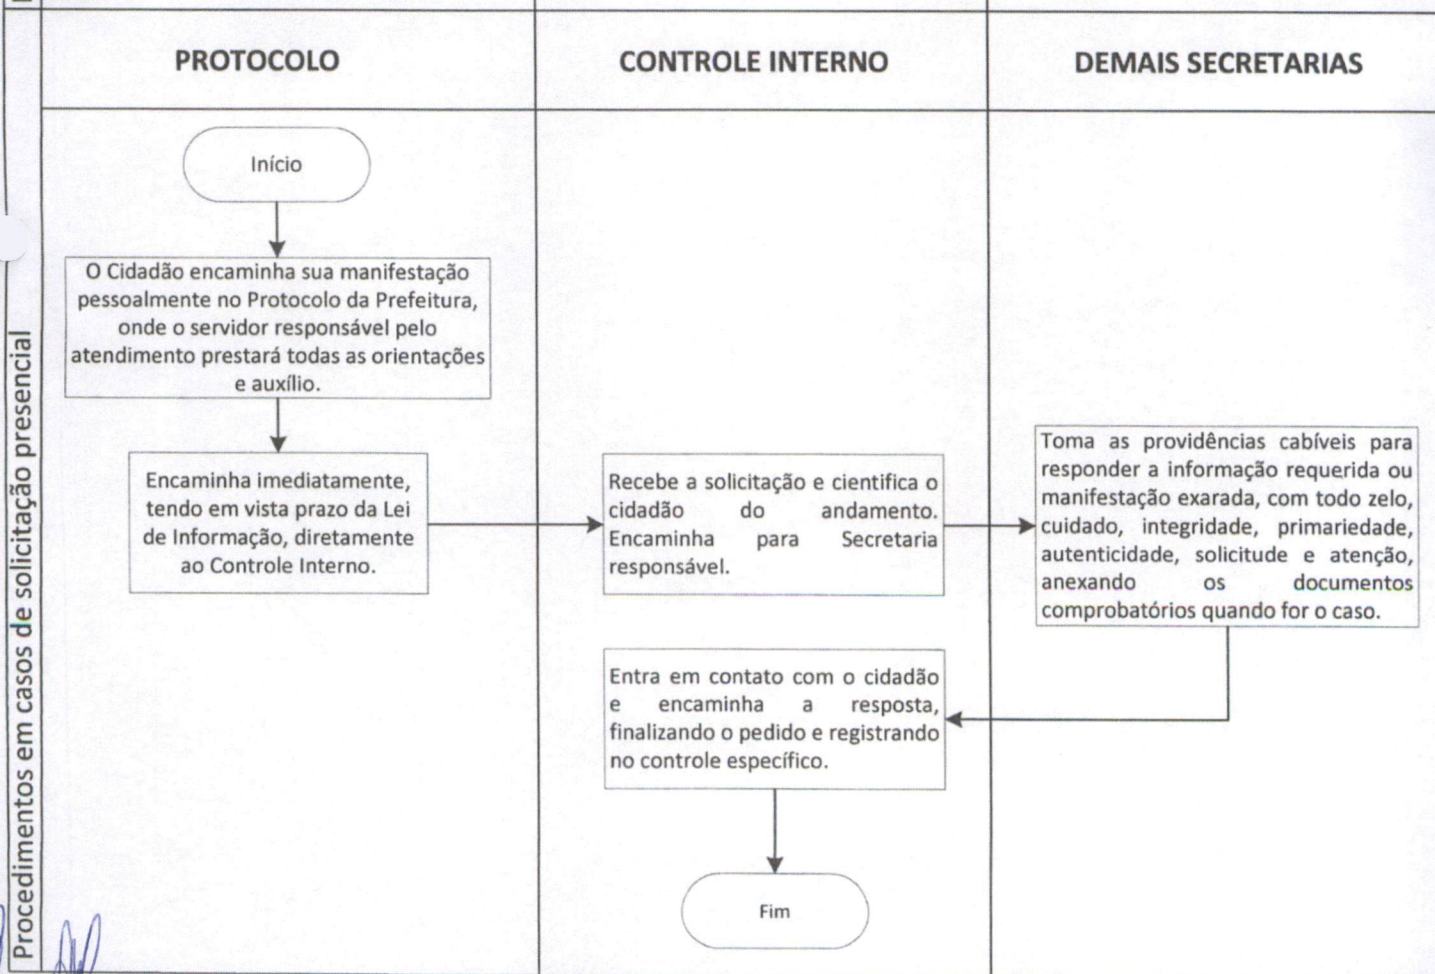 PROTOCOLO
CONTROLE INTERNO
DEMAIS SECRETARIAS
Procedimentos em casos de solicitação presencial
Início
O Cidadão encaminha sua manifestação
pessoalmente no Protocolo da Prefeitura,
onde o servidor responsável pelo
atendimento prestará todas as orientações
e auxílio.
Encaminha imediatamente,
tendo em vista prazo da Lei
de Informação, diretamente
ao Controle Interno.
Recebe a solicitação e cientifica o
cidadão do andamento.
Encaminha para Secretaria
responsável.
Toma as providências cabíveis para
responder a informação requerida ou
manifestação exarada, com todo zelo,
cuidado, integridade, primariedade,
autenticidade, solicitude e atenção,
anexando os documentos
comprobatórios quando for o caso.
Entra em contato com o cidadão
e encaminha a resposta,
finalizando o pedido e registrando
no controle específico.
Fim